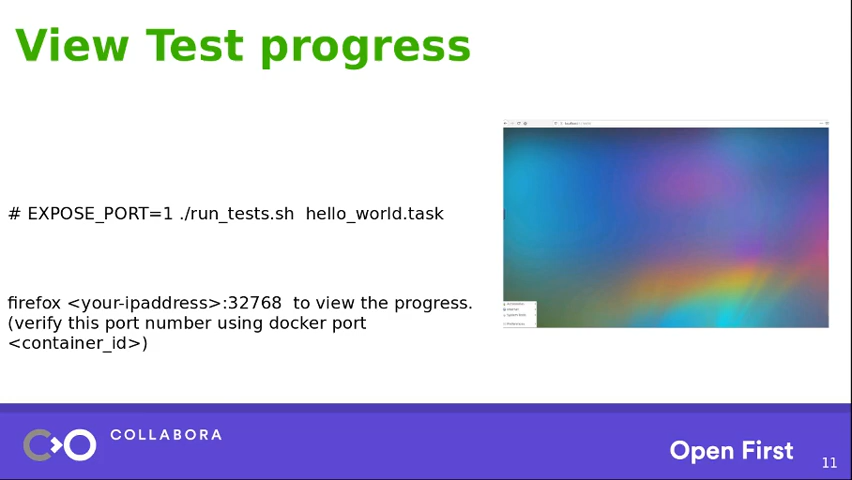 View Test progress
# EXPOSE_PORT=1 ./run_tests.sh  hello_world.task
firefox <your-ipaddress>:32768  to view the progress.
(verify this port number using docker port
<container_id>)
COLLABORA
Open First
11